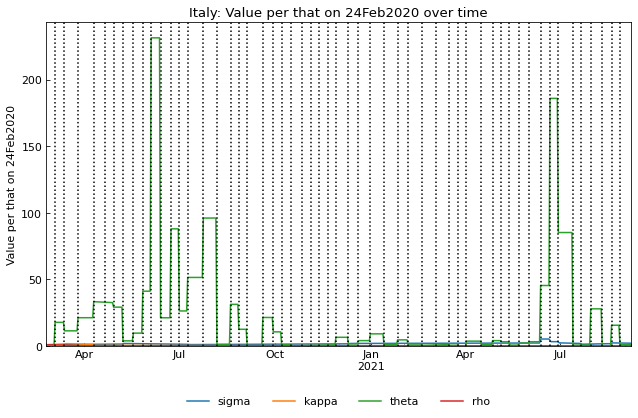 Italy: Value per that on 24Feb2020 over time
Value per that on 24Feb2020
200
150
100
50
0
Apr Jul Oct Jan Apr Jul
2021
sigma kappa theta rho